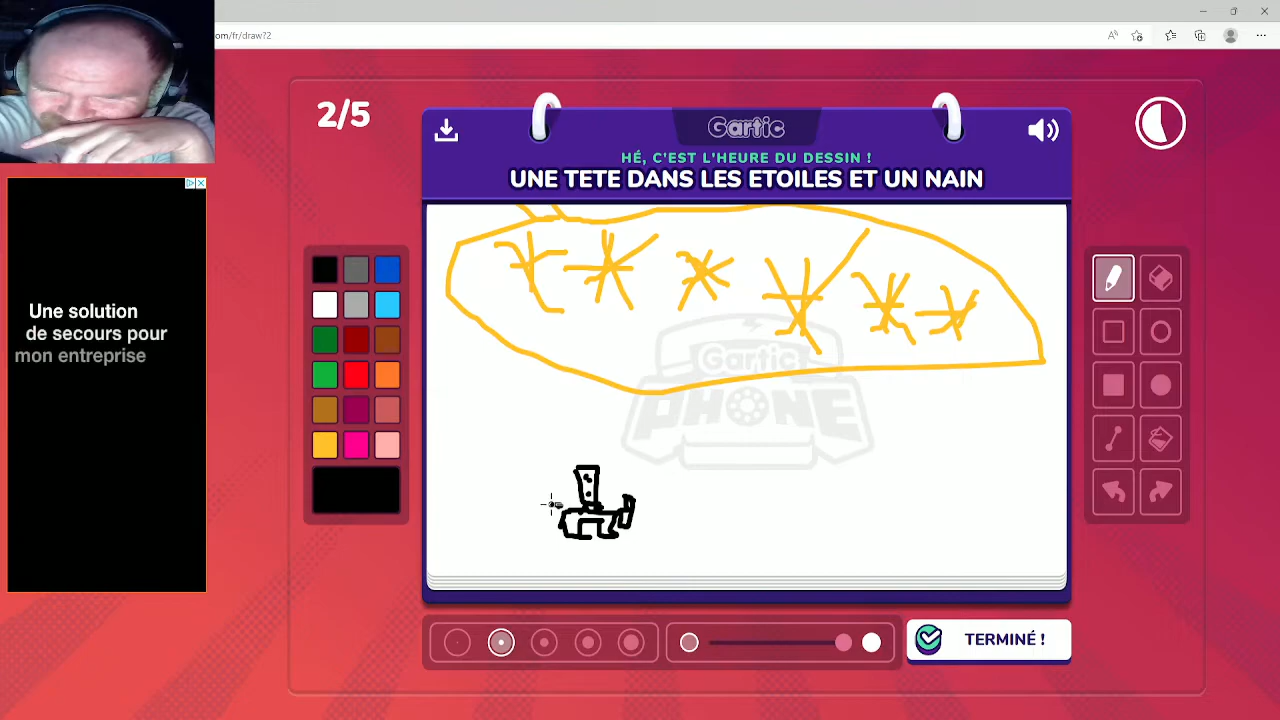 com/fr/draw?2
2/5
Gartic
HÉ, C'EST L'HEURE DU DESSIN !
UNE TETE DANS LES ETOILES ET UN NAIN
Une solution
de secours pour
mon entreprise
Gartic
PHONE
TERMINÉ !